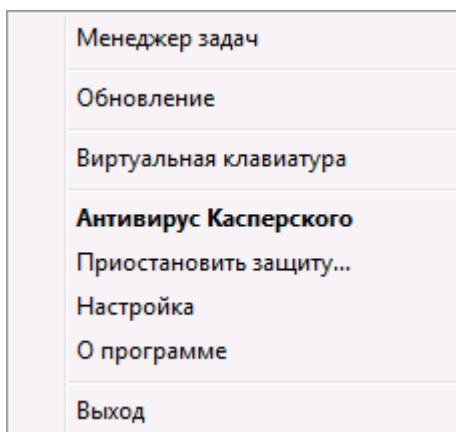 Менеджер задач
Обновление
Виртуальная клавиатура
Антивирус Касперского
Приостановить защиту...
Настройка
О программе
Выход